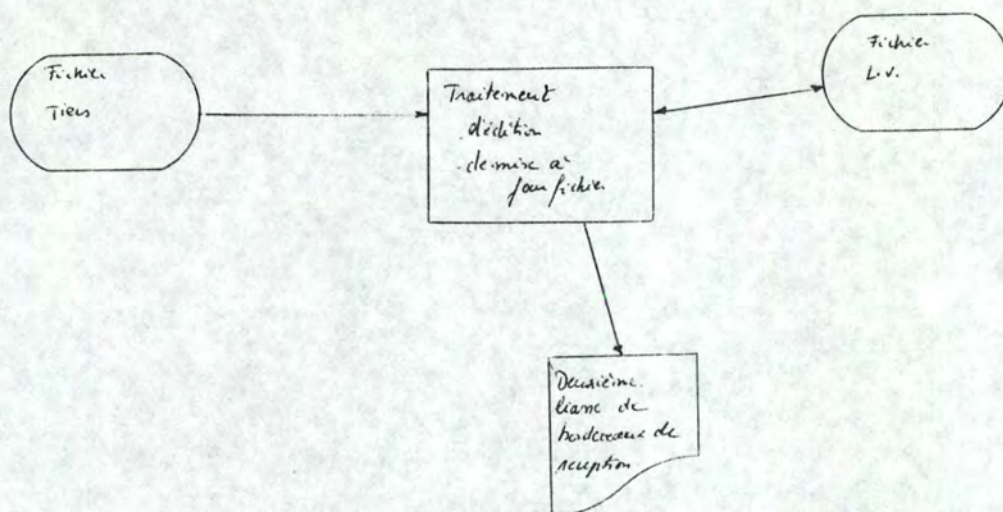 Fichier
Tiers
Traitement
. d'édition
. de mise à
jour fichier
Fichier
L.V.
Deuxième
liasse de
bordereaux de
réception